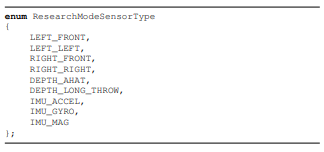 enum ResearchModeSensorType
{
LEFT_FRONT,
LEFT_LEFT,
RIGHT_FRONT,
RIGHT_RIGHT,
DEPTH_AHAT,
DEPTH_LONG_THROW,
IMU_ACCEL,
IMU_GYRO,
IMU_MAG
};